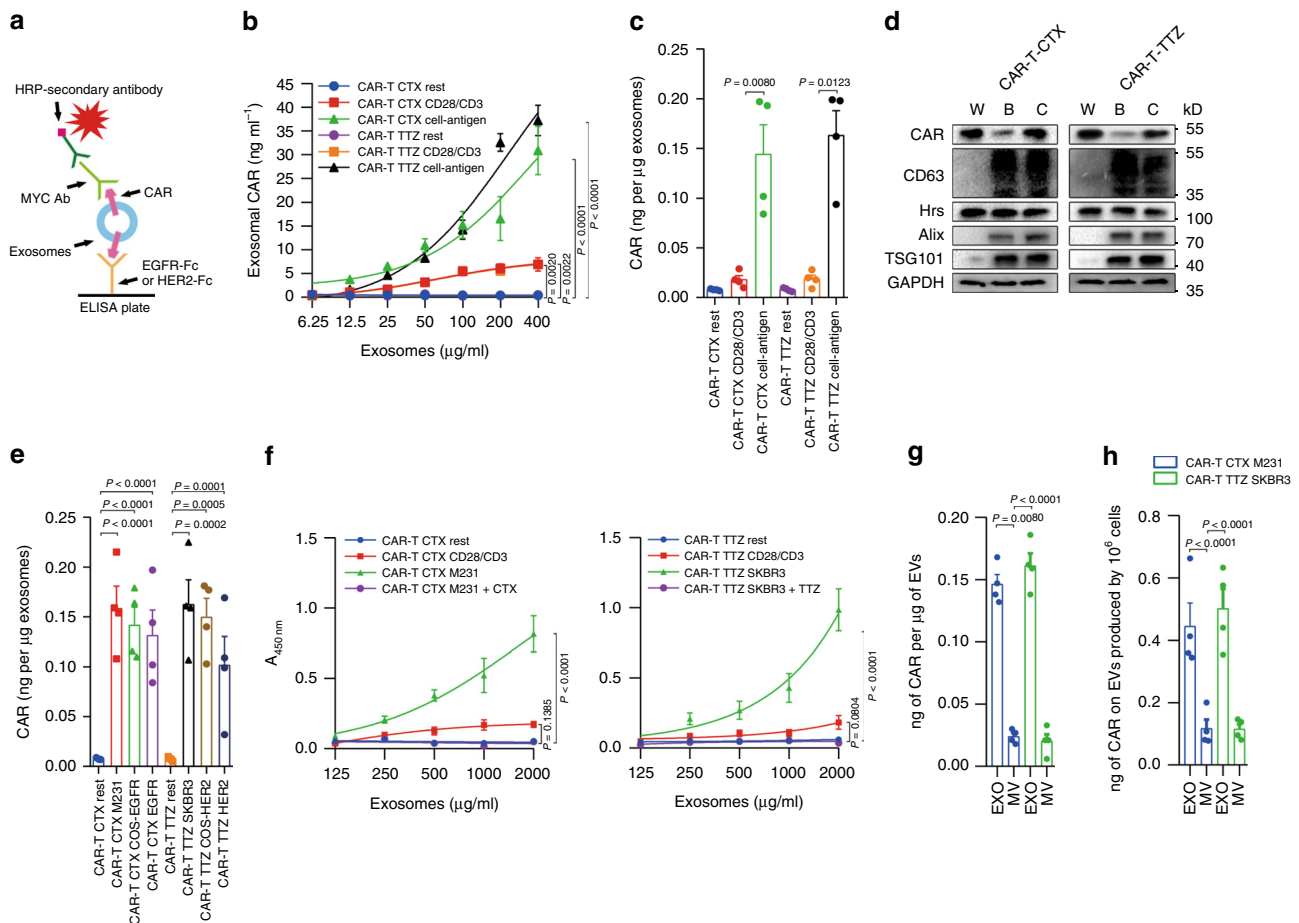 a
HRP-secondary antibody
MYC Ab
CAR
Exosomes
EGFR-Fc
or HER2-Fc
ELISA plate
b
Exosomal CAR (ng ml⁻¹)
45
40
35
30
25
20
15
10
5
0
6.25
12.5
25
50
100
200
400
Exosomes (μg/ml)
CAR-T CTX rest
CAR-T CTX CD28/CD3
CAR-T CTX cell-antigen
CAR-T TTZ rest
CAR-T TTZ CD28/CD3
CAR-T TTZ cell-antigen
P = 0.0020
P = 0.0022
P < 0.0001
P < 0.0001
c
CAR (ng per μg exosomes)
0.20
0.15
0.10
0.05
0.00
P = 0.0080
P = 0.0123
CAR-T CTX rest
CAR-T CTX CD28/CD3
CAR-T CTX cell-antigen
CAR-T TTZ rest
CAR-T TTZ CD28/CD3
CAR-T TTZ cell-antigen
d
CAR-T-CTX
CAR-T-TTZ
W B C
W B C
kD
CAR
55
CD63
55
35
Hrs
100
Alix
70
TSG101
40
GAPDH
35
e
CAR (ng per μg exosomes)
0.25
0.20
0.15
0.10
0.05
0.00
P < 0.0001
P < 0.0001
P < 0.0001
P = 0.0001
P = 0.0005
P = 0.0002
CAR-T CTX rest
CAR-T CTX M231
CAR-T CTX COS-EGFR
CAR-T CTX EGFR
CAR-T TTZ rest
CAR-T TTZ SKBR3
CAR-T TTZ COS-HER2
CAR-T TTZ HER2
f
A450 nm
1.5
1.0
0.5
0.0
125
250
500
1000
2000
Exosomes (μg/ml)
CAR-T CTX rest
CAR-T CTX CD28/CD3
CAR-T CTX M231
CAR-T CTX M231 + CTX
P = 0.1385
P < 0.0001
1.5
1.0
0.5
0.0
125
250
500
1000
2000
Exosomes (μg/ml)
CAR-T TTZ rest
CAR-T TTZ CD28/CD3
CAR-T TTZ SKBR3
CAR-T TTZ SKBR3 + TTZ
P = 0.0804
P < 0.0001
g
ng of CAR per μg of EVs
0.20
0.15
0.10
0.05
0.00
P < 0.0001
P = 0.0080
EXO
MV
EXO
MV
h
CAR-T CTX M231
CAR-T TTZ SKBR3
ng of CAR on EVs produced by 10⁶ cells
0.8
0.6
0.4
0.2
0.0
P < 0.0001
P < 0.0001
EXO
MV
EXO
MV